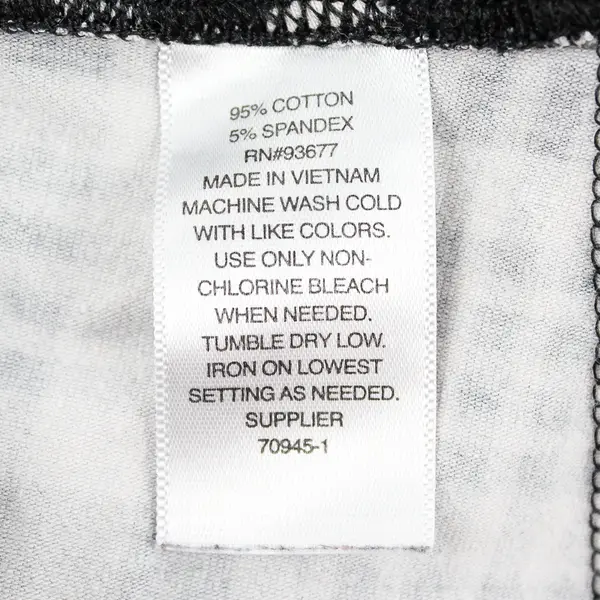 95% COTTON
5% SPANDEX
RN#93677
MADE IN VIETNAM
MACHINE WASH COLD
WITH LIKE COLORS.
USE ONLY NON-
CHLORINE BLEACH
WHEN NEEDED.
TUMBLE DRY LOW.
IRON ON LOWEST
SETTING AS NEEDED.
SUPPLIER
70945-1